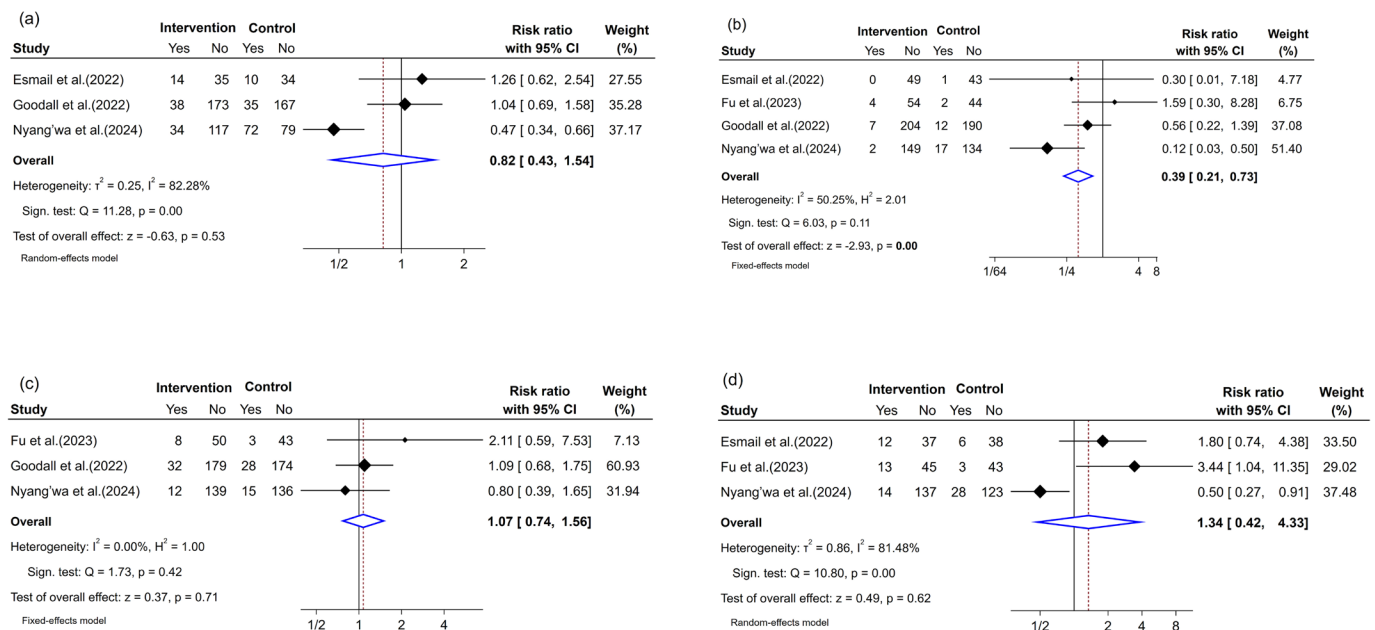 (a)
Intervention Control Risk ratio Weight
Study Yes No Yes No with 95% CI (%)
Esmail et al.(2022) 14 35 10 34 1.26 [ 0.62, 2.54] 27.55
Goodall et al.(2022) 38 173 35 167 1.04 [ 0.69, 1.58] 35.28
Nyang'wa et al.(2024) 34 117 72 79 0.47 [ 0.34, 0.66] 37.17
Overall 0.82 [ 0.43, 1.54]
Heterogeneity: τ² = 0.25, I² = 82.28%
Sign. test: Q = 11.28, p = 0.00
Test of overall effect: z = -0.63, p = 0.53
Random-effects model
1/2 1 2
(b)
Intervention Control Risk ratio Weight
Study Yes No Yes No with 95% CI (%)
Esmail et al.(2022) 0 49 1 43 0.30 [ 0.01, 7.18] 4.77
Fu et al.(2023) 4 54 2 44 1.59 [ 0.30, 8.28] 6.75
Goodall et al.(2022) 7 204 12 190 0.56 [ 0.22, 1.39] 37.08
Nyang'wa et al.(2024) 2 149 17 134 0.12 [ 0.03, 0.50] 51.40
Overall 0.39 [ 0.21, 0.73]
Heterogeneity: I² = 50.25%, H² = 2.01
Sign. test: Q = 6.03, p = 0.11
Test of overall effect: z = -2.93, p = 0.00
Fixed-effects model
1/64 1/4 4 8
(c)
Intervention Control Risk ratio Weight
Study Yes No Yes No with 95% CI (%)
Fu et al.(2023) 8 50 3 43 2.11 [ 0.59, 7.53] 7.13
Goodall et al.(2022) 32 179 28 174 1.09 [ 0.68, 1.75] 60.93
Nyang'wa et al.(2024) 12 139 15 136 0.80 [ 0.39, 1.65] 31.94
Overall 1.07 [ 0.74, 1.56]
Heterogeneity: I² = 0.00%, H² = 1.00
Sign. test: Q = 1.73, p = 0.42
Test of overall effect: z = 0.37, p = 0.71
Fixed-effects model
1/2 1 2 4
(d)
Intervention Control Risk ratio Weight
Study Yes No Yes No with 95% CI (%)
Esmail et al.(2022) 12 37 6 38 1.80 [ 0.74, 4.38] 33.50
Fu et al.(2023) 13 45 3 43 3.44 [ 1.04, 11.35] 29.02
Nyang'wa et al.(2024) 14 137 28 123 0.50 [ 0.27, 0.91] 37.48
Overall 1.34 [ 0.42, 4.33]
Heterogeneity: τ² = 0.86, I² = 81.48%
Sign. test: Q = 10.80, p = 0.00
Test of overall effect: z = 0.49, p = 0.62
Random-effects model
1/2 2 4 8